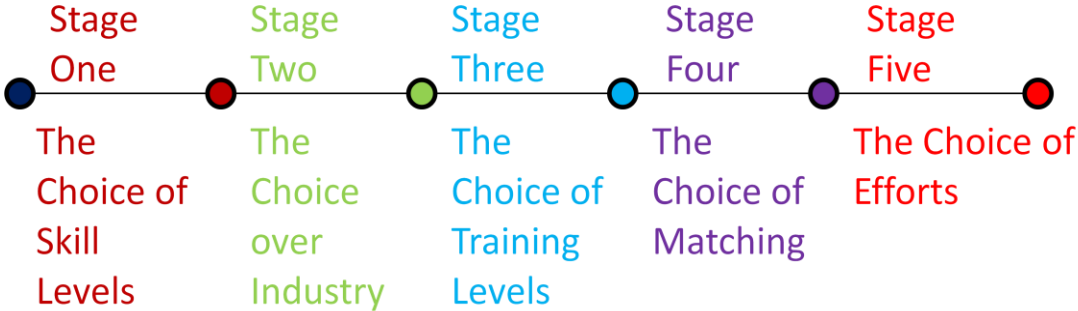 Stage
One
Stage
Two
Stage
Three
Stage
Four
Stage
Five
The
Choice of
Skill
Levels
The
Choice
over
Industry
The
Choice of
Training
Levels
The
Choice of
Matching
The Choice of
Efforts